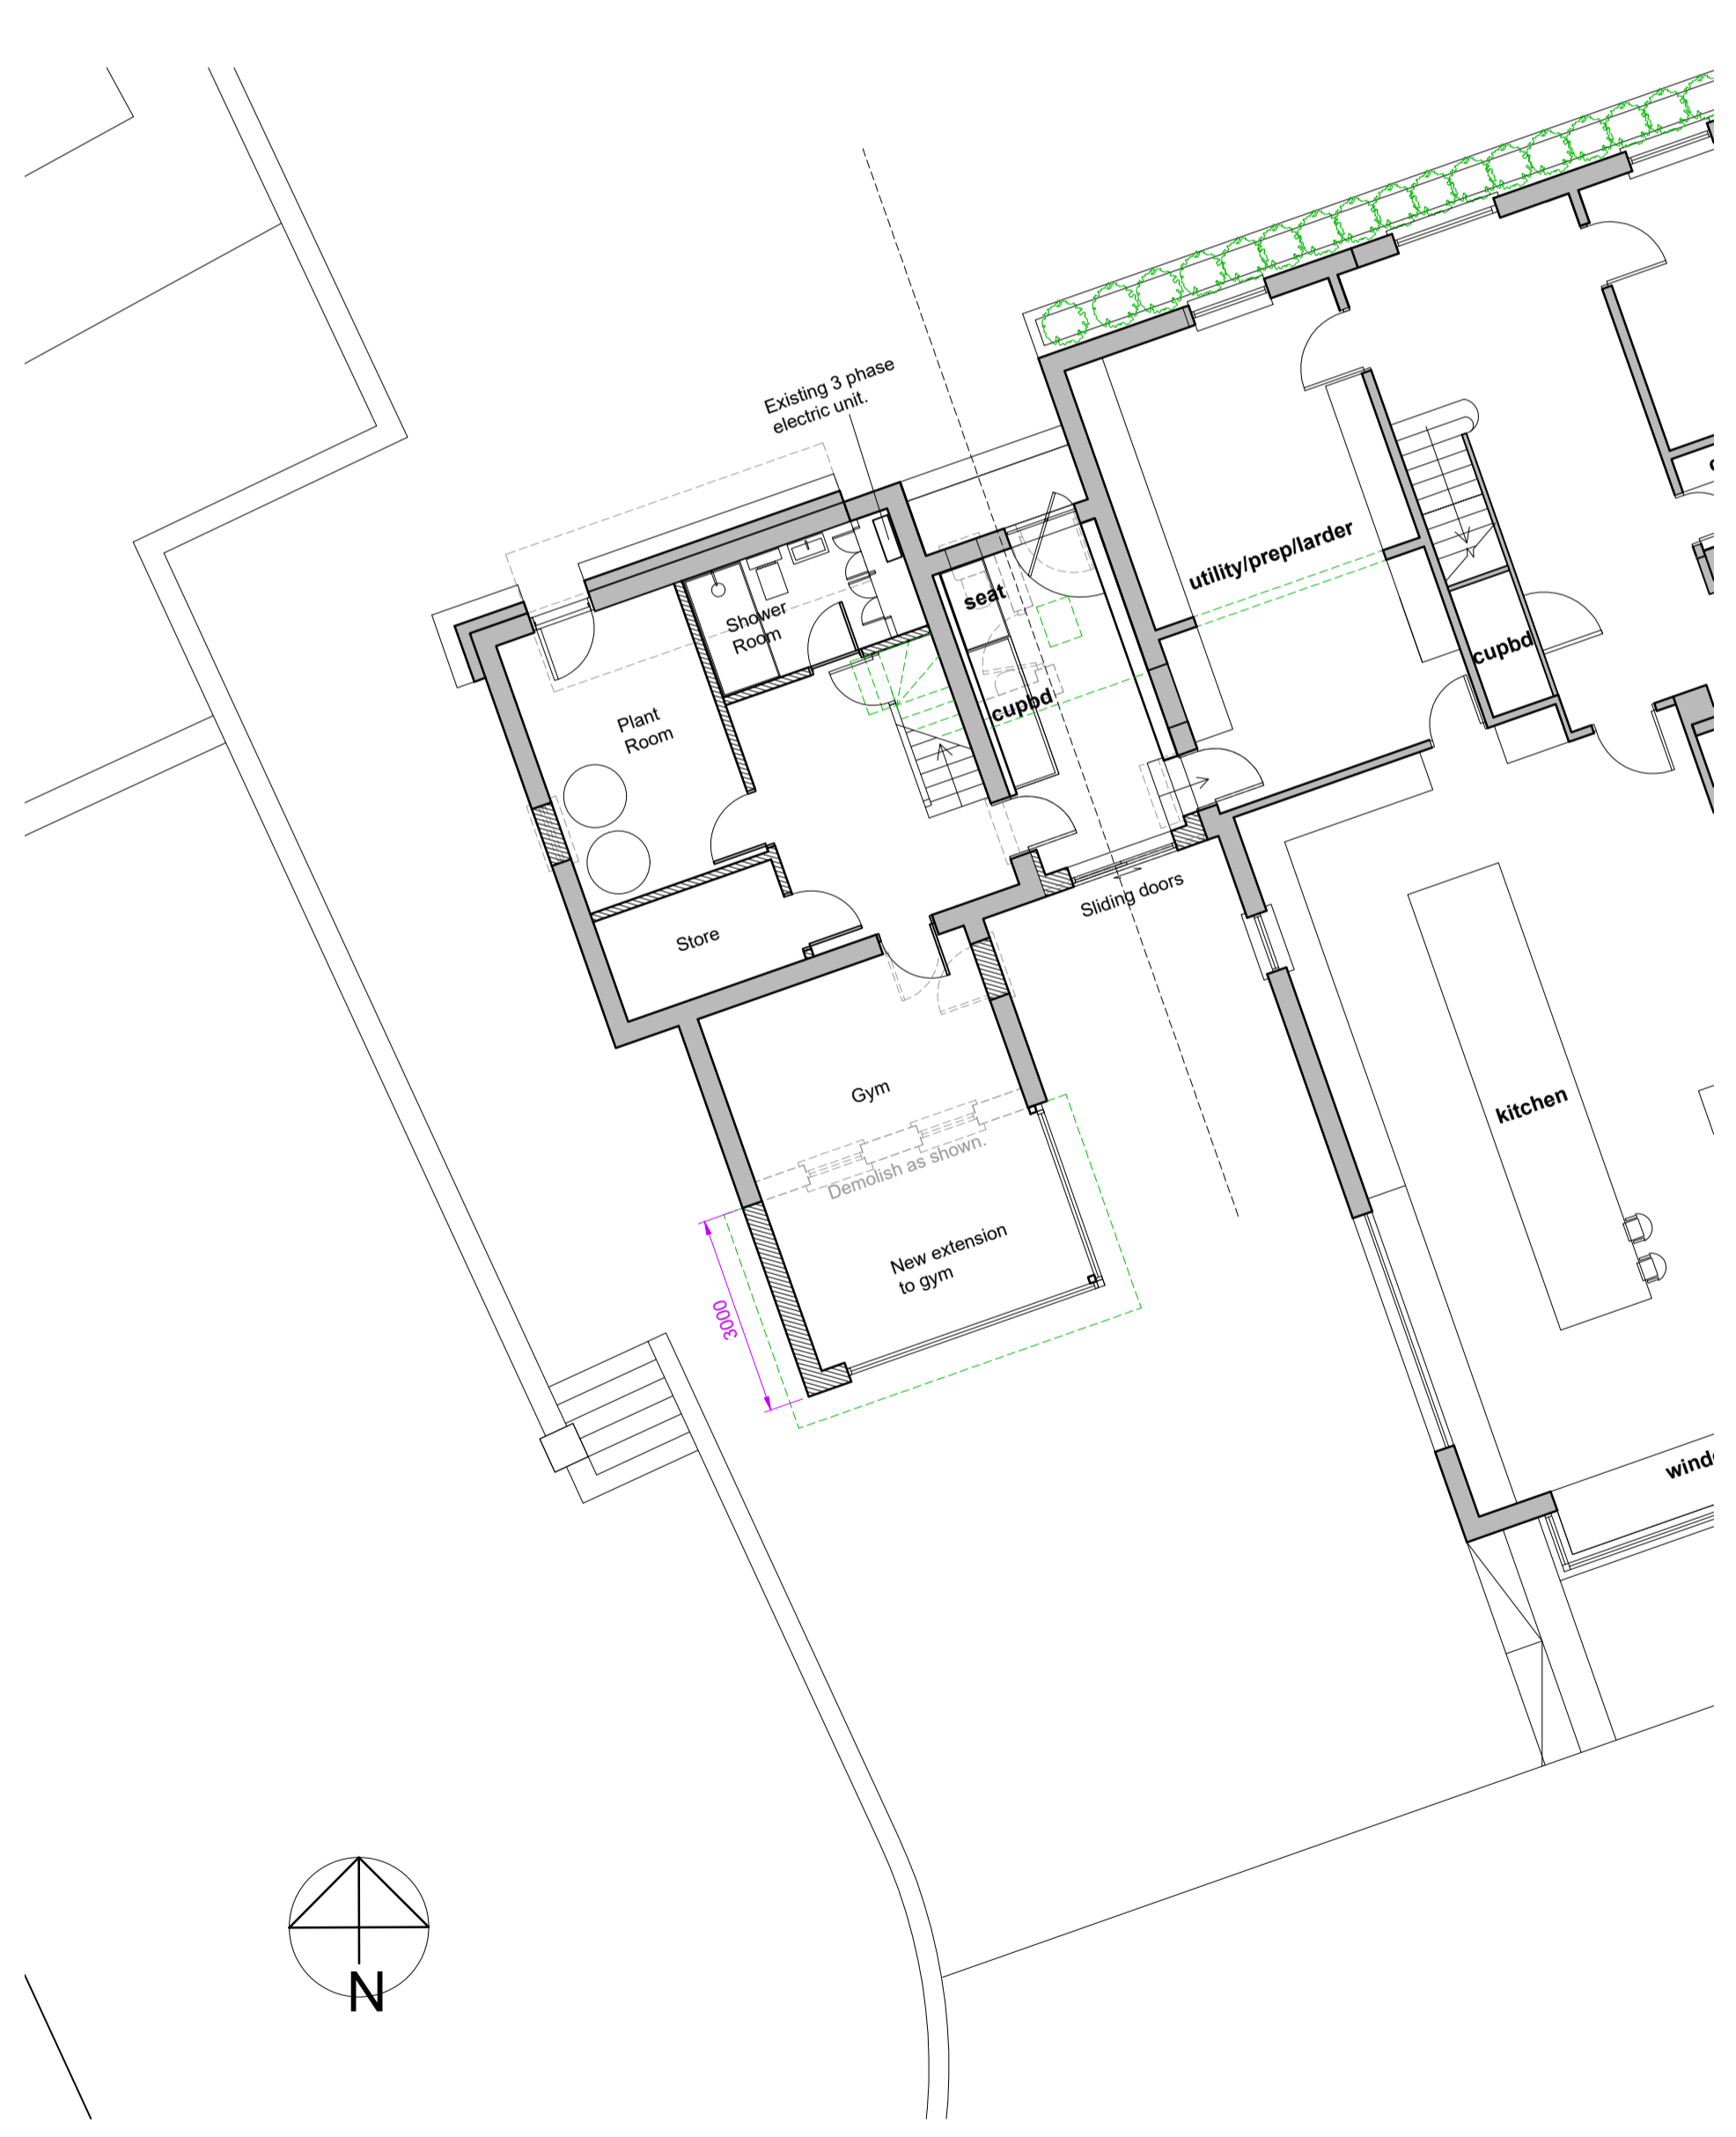 Existing 3 phase
electric unit.
utility/prep/larder
seat
Shower
Room
cupbd
cupbd
Plant
Room
Sliding doors
Store
Gym
kitchen
Demolish as shown.
New extension
to gym
3000
N